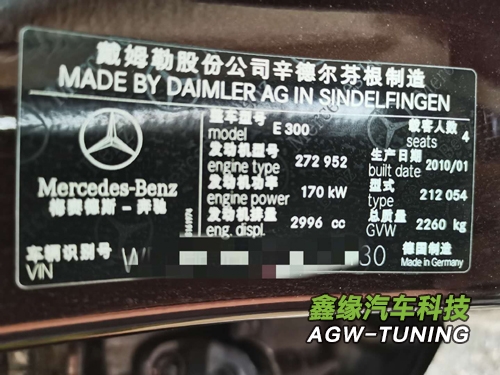 戴姆勒股份公司辛德尔芬根制造
MADE BY DAIMLER AG IN SINDELFINGEN
Mercedes-Benz
梅赛德斯-奔驰
整车型号 载客人数
model E 300 seats 4
发动机型号 生产日期
engine type 272 952 built date 2010/01
发动机功率 型式
engine power 170 kW type 212 054
发动机排量 总质量
eng. displ. 2996 cc GVW 2260 kg
车辆识别号 德国制造
VIN 30 Made in Germany
鑫缘汽车科技
AGW-TUNING